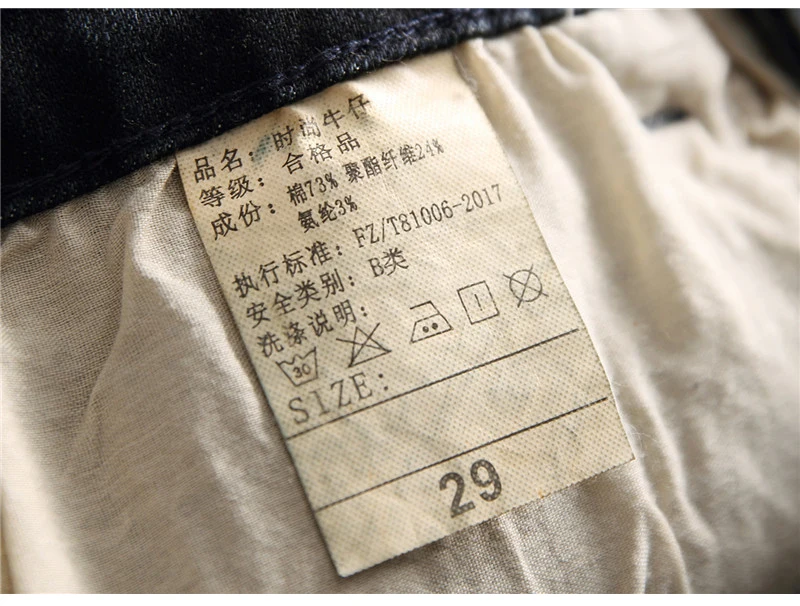 品名：时尚牛仔
等级：合格品
成份：棉73% 聚酯纤维24%
氨纶3%
执行标准：FZ/T81006-2017
安全类别：B类
洗涤说明：
30
SIZE:
29